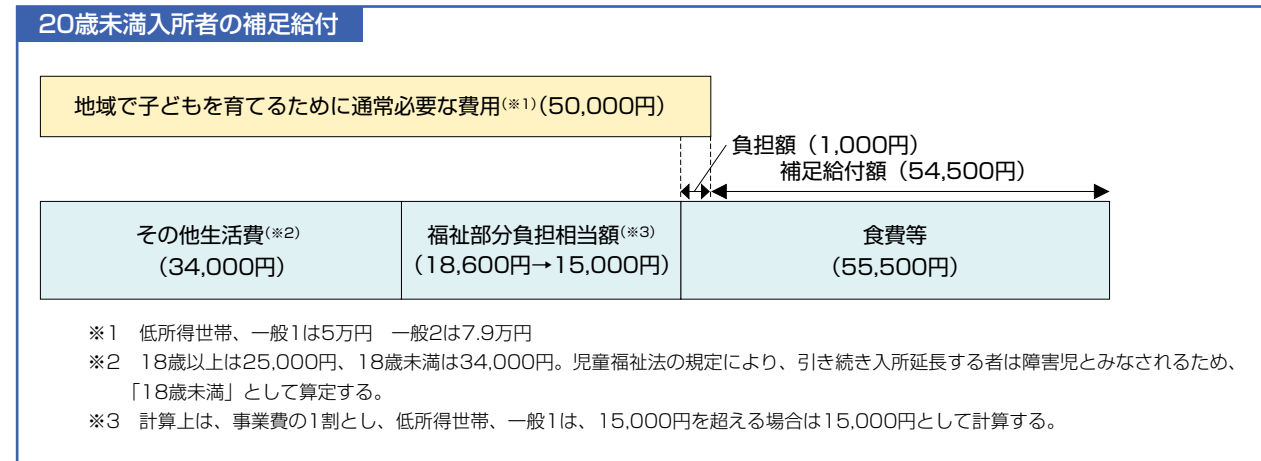 20歳未満入所者の補足給付
地域で子どもを育てるために通常必要な費用(※1)(50,000円)
負担額（1,000円）
補足給付額（54,500円）
その他生活費(※2)
（34,000円）
福祉部分負担相当額(※3)
（18,600円→15,000円）
食費等
（55,500円）
※1　低所得世帯、一般1は5万円　一般2は7.9万円
※2　18歳以上は25,000円、18歳未満は34,000円。児童福祉法の規定により、引き続き入所延長する者は障害児とみなされるため、
「18歳未満」として算定する。
※3　計算上は、事業費の1割とし、低所得世帯、一般1は、15,000円を超える場合は15,000円として計算する。